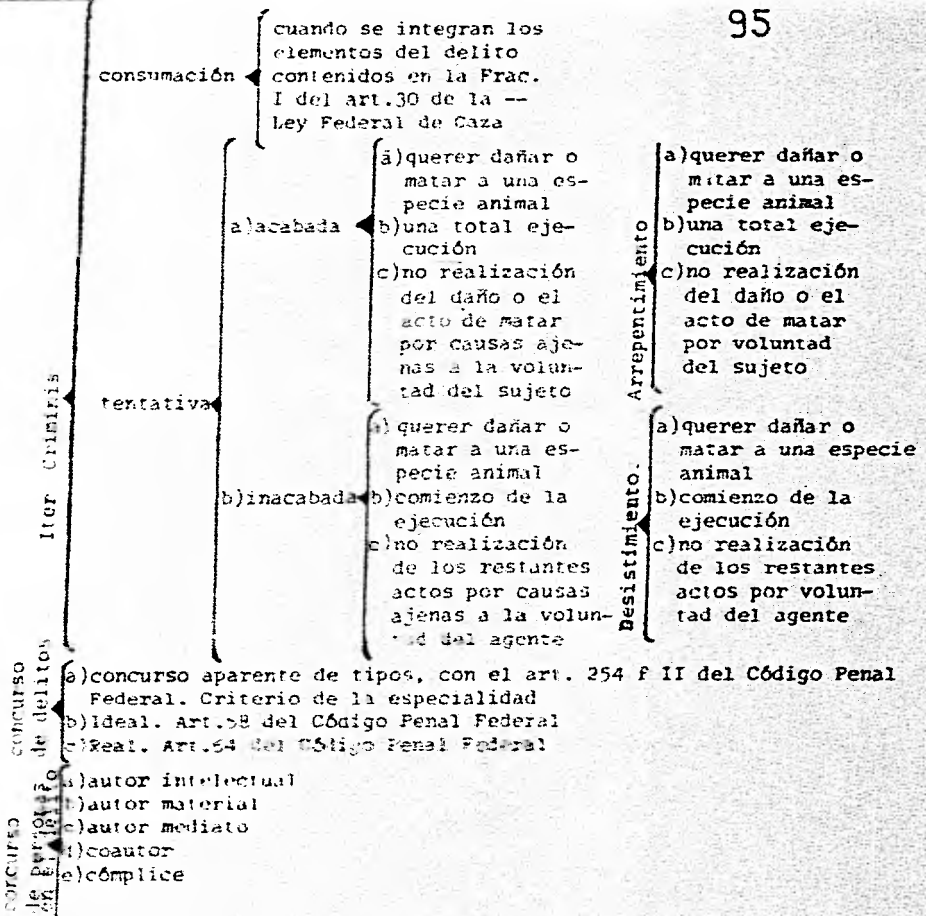 95
Iter Criminis
consumación
cuando se integran los
elementos del delito
contenidos en la Frac.
I del art.30 de la --
Ley Federal de Caza
tentativa
a)acabada
a)querer dañar o
matar a una es-
pecie animal
b)una total eje-
cución
c)no realización
del daño o el
acto de matar
por causas aje-
nas a la volun-
tad del sujeto
Arrepentimiento
a)querer dañar o
matar a una es-
pecie animal
b)una total eje-
cución
c)no realización
del daño o el
acto de matar
por voluntad
del sujeto
b)inacabada
a) querer dañar o
matar a una es-
pecie animal
b)comienzo de la
ejecución
c)no realización
de los restantes
actos por causas
ajenas a la volun-
tad del agente
Desistimiento.
a)querer dañar o
matar a una especie
animal
b)comienzo de la
ejecución
c)no realización
de los restantes
actos por volun-
tad del agente
concurso
de delitos
a)concurso aparente de tipos, con el art. 254 f II del Código Penal
Federal. Criterio de la especialidad
b)Ideal. Art.58 del Código Penal Federal
c)Real. Art.64 del Código Penal Federal
concurso
de personas
en el delito
a)autor intelectual
b)autor material
c)autor mediato
d)coautor
e)cómplice